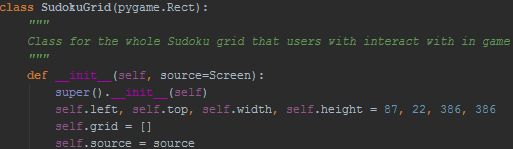 class SudokuGrid(pygame.Rect):
"""
Class for the whole Sudoku grid that users with interact with in game
"""
def __init__(self, source=Screen):
super().__init__(self)
self.left, self.top, self.width, self.height = 87, 22, 386, 386
self.grid = []
self.source = source